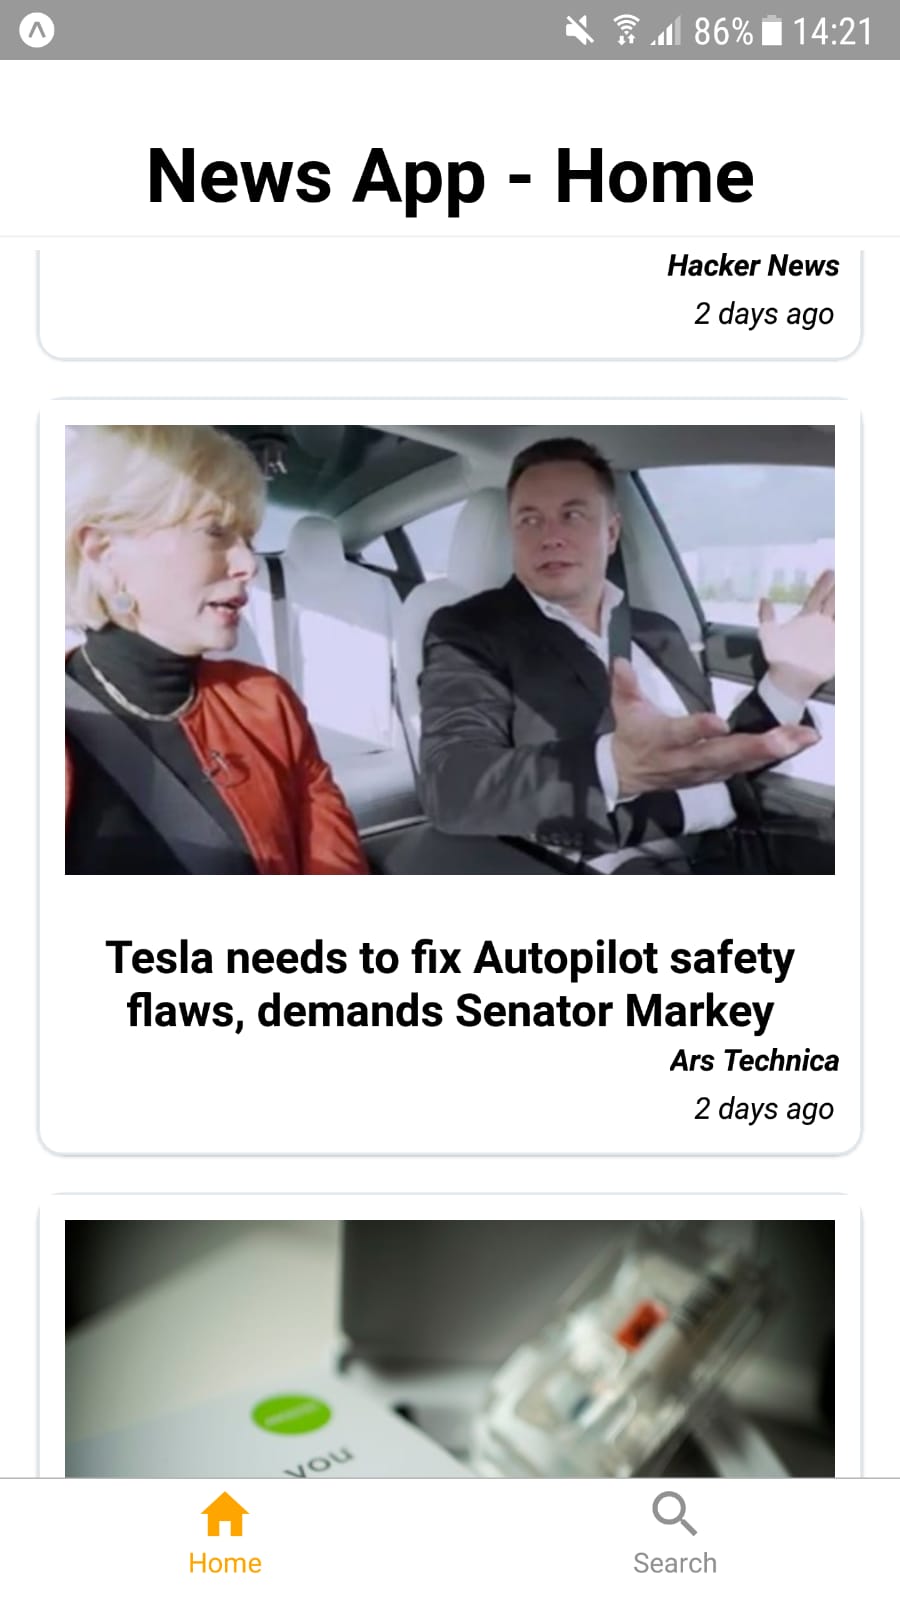 86% 14:21
News App - Home
Hacker News
2 days ago
Tesla needs to fix Autopilot safety
flaws, demands Senator Markey
Ars Technica
2 days ago
you
Home
Search